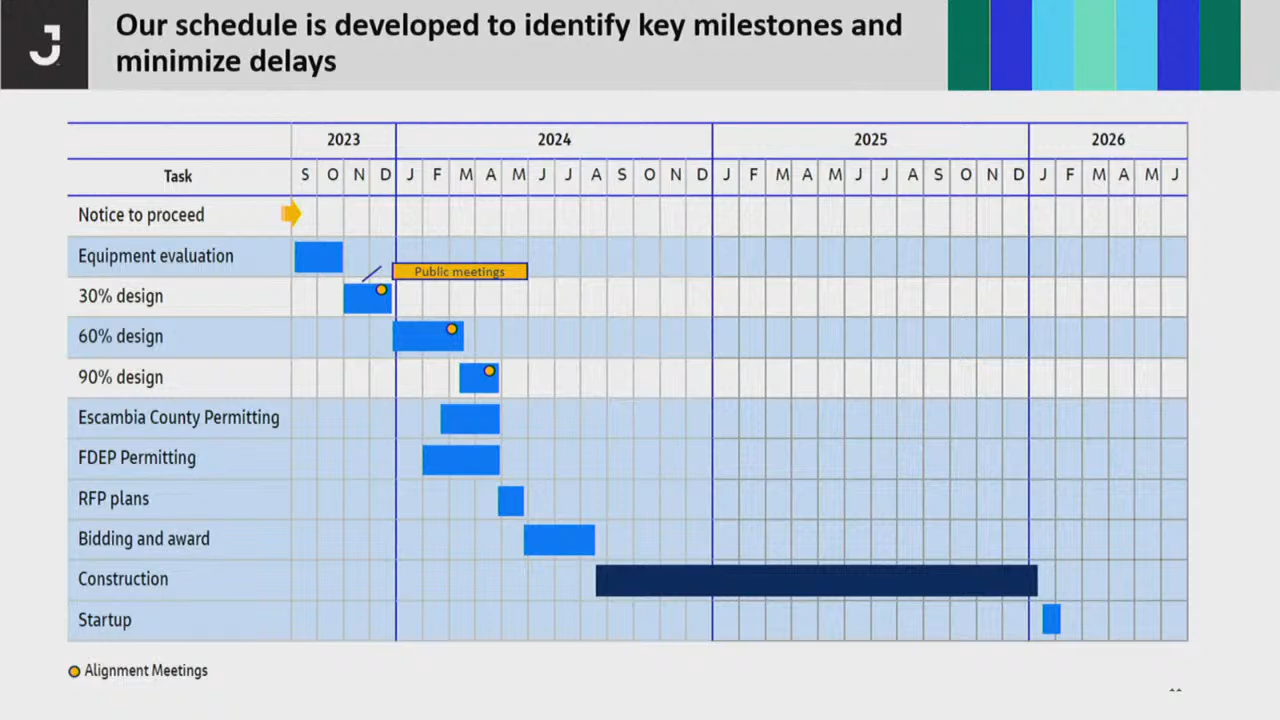 J
Our schedule is developed to identify key milestones and
minimize delays
2023 2024 2025 2026
Task S O N D J F M A M J J A S O N D J F M A M J J A S O N D J F M A M J
Notice to proceed
Equipment evaluation
Public meetings
30% design
60% design
90% design
Escambia County Permitting
FDEP Permitting
RFP plans
Bidding and award
Construction
Startup
Alignment Meetings